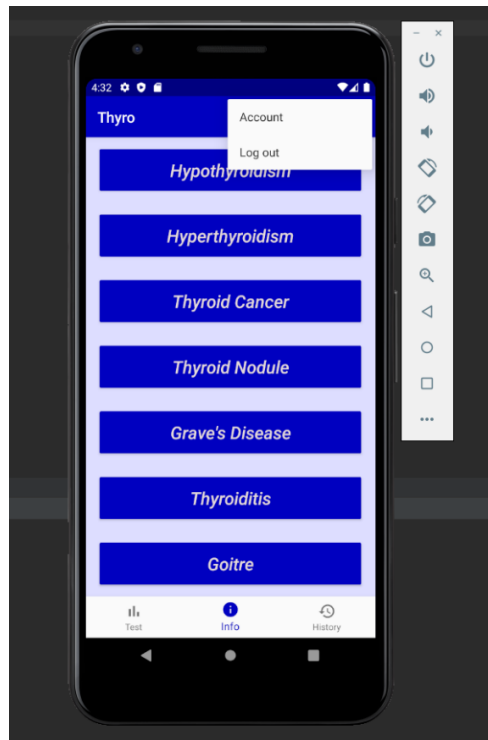 4:32
Thyro
Account
Log out
Hypothyroidism
Hyperthyroidism
Thyroid Cancer
Thyroid Nodule
Grave's Disease
Thyroiditis
Goitre
Test
Info
History